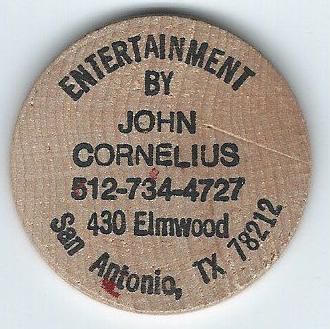 ENTERTAINMENT
BY
JOHN
CORNELIUS
512-734-4727
430 Elmwood
San Antonio, TX 78212